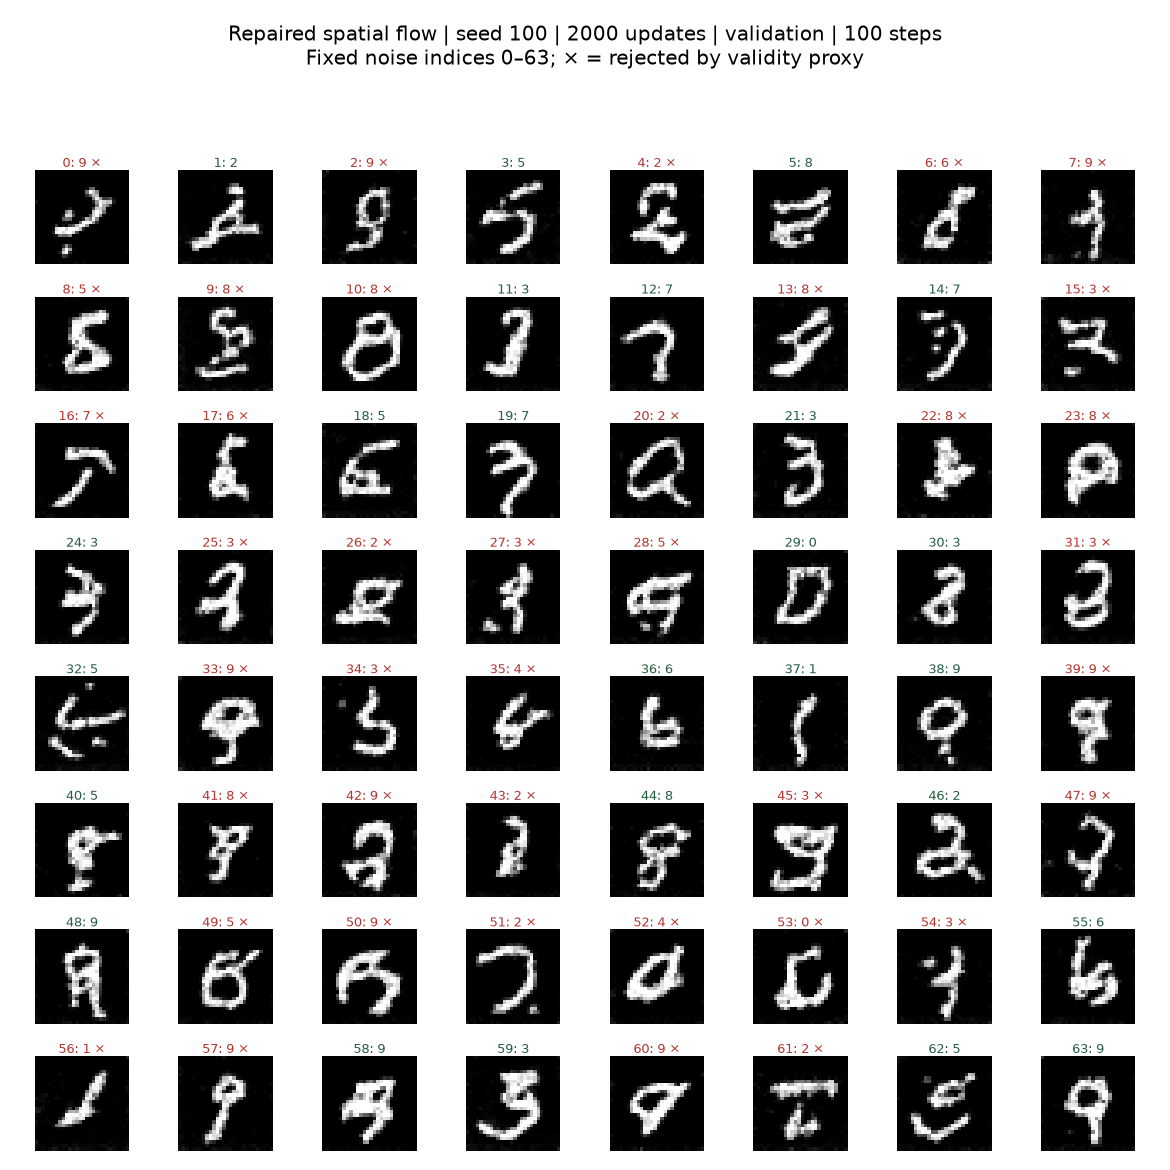 Repaired spatial flow | seed 100 | 2000 updates | validation | 100 steps
Fixed noise indices 0–63; × = rejected by validity proxy
0: 9 × 1: 2 2: 9 × 3: 5 4: 2 × 5: 8 6: 6 × 7: 9 ×
8: 5 × 9: 8 × 10: 8 × 11: 3 12: 7 13: 8 × 14: 7 15: 3 ×
16: 7 × 17: 6 × 18: 5 19: 7 20: 2 × 21: 3 22: 8 × 23: 8 ×
24: 3 25: 3 × 26: 2 × 27: 3 × 28: 5 × 29: 0 30: 3 31: 3 ×
32: 5 33: 9 × 34: 3 × 35: 4 × 36: 6 37: 1 38: 9 39: 9 ×
40: 5 41: 8 × 42: 9 × 43: 2 × 44: 8 45: 3 × 46: 2 47: 9 ×
48: 9 49: 5 × 50: 9 × 51: 2 × 52: 4 × 53: 0 × 54: 3 × 55: 6
56: 1 × 57: 9 × 58: 9 59: 3 60: 9 × 61: 2 × 62: 5 63: 9